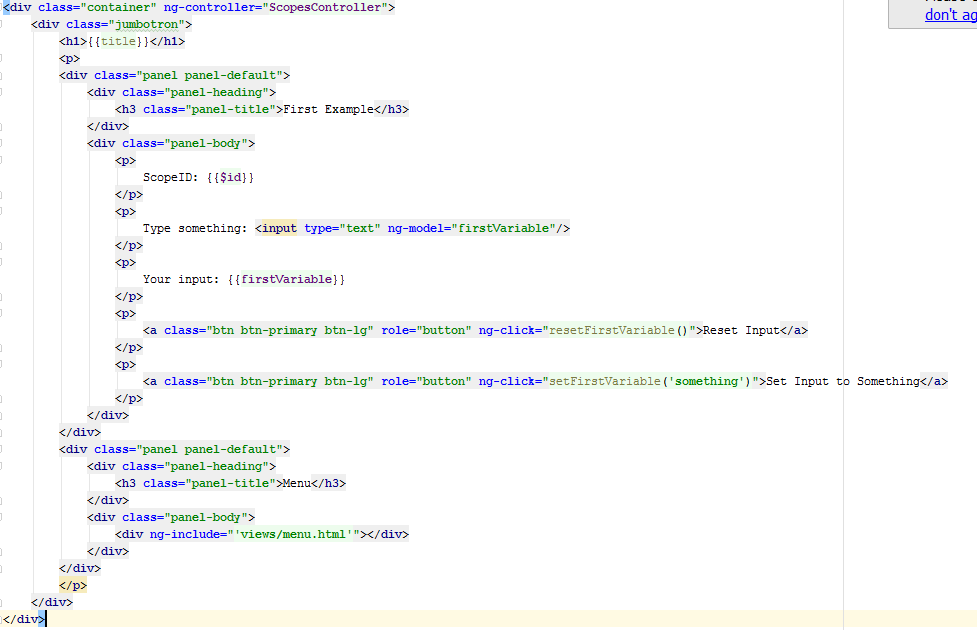 <div class="container" ng-controller="ScopesController">
don't ag
<div class="jumbotron">
<h1>{{title}}</h1>
<p>
<div class="panel panel-default">
<div class="panel-heading">
<h3 class="panel-title">First Example</h3>
</div>
<div class="panel-body">
<p>
ScopeID: {{$id}}
</p>
<p>
Type something: <input type="text" ng-model="firstVariable"/>
</p>
<p>
Your input: {{firstVariable}}
</p>
<p>
<a class="btn btn-primary btn-lg" role="button" ng-click="resetFirstVariable()">Reset Input</a>
</p>
<p>
<a class="btn btn-primary btn-lg" role="button" ng-click="setFirstVariable('something')">Set Input to Something</a>
</p>
</div>
</div>
<div class="panel panel-default">
<div class="panel-heading">
<h3 class="panel-title">Menu</h3>
</div>
<div class="panel-body">
<div ng-include="'views/menu.html'"></div>
</div>
</div>
</p>
</div>
</div>